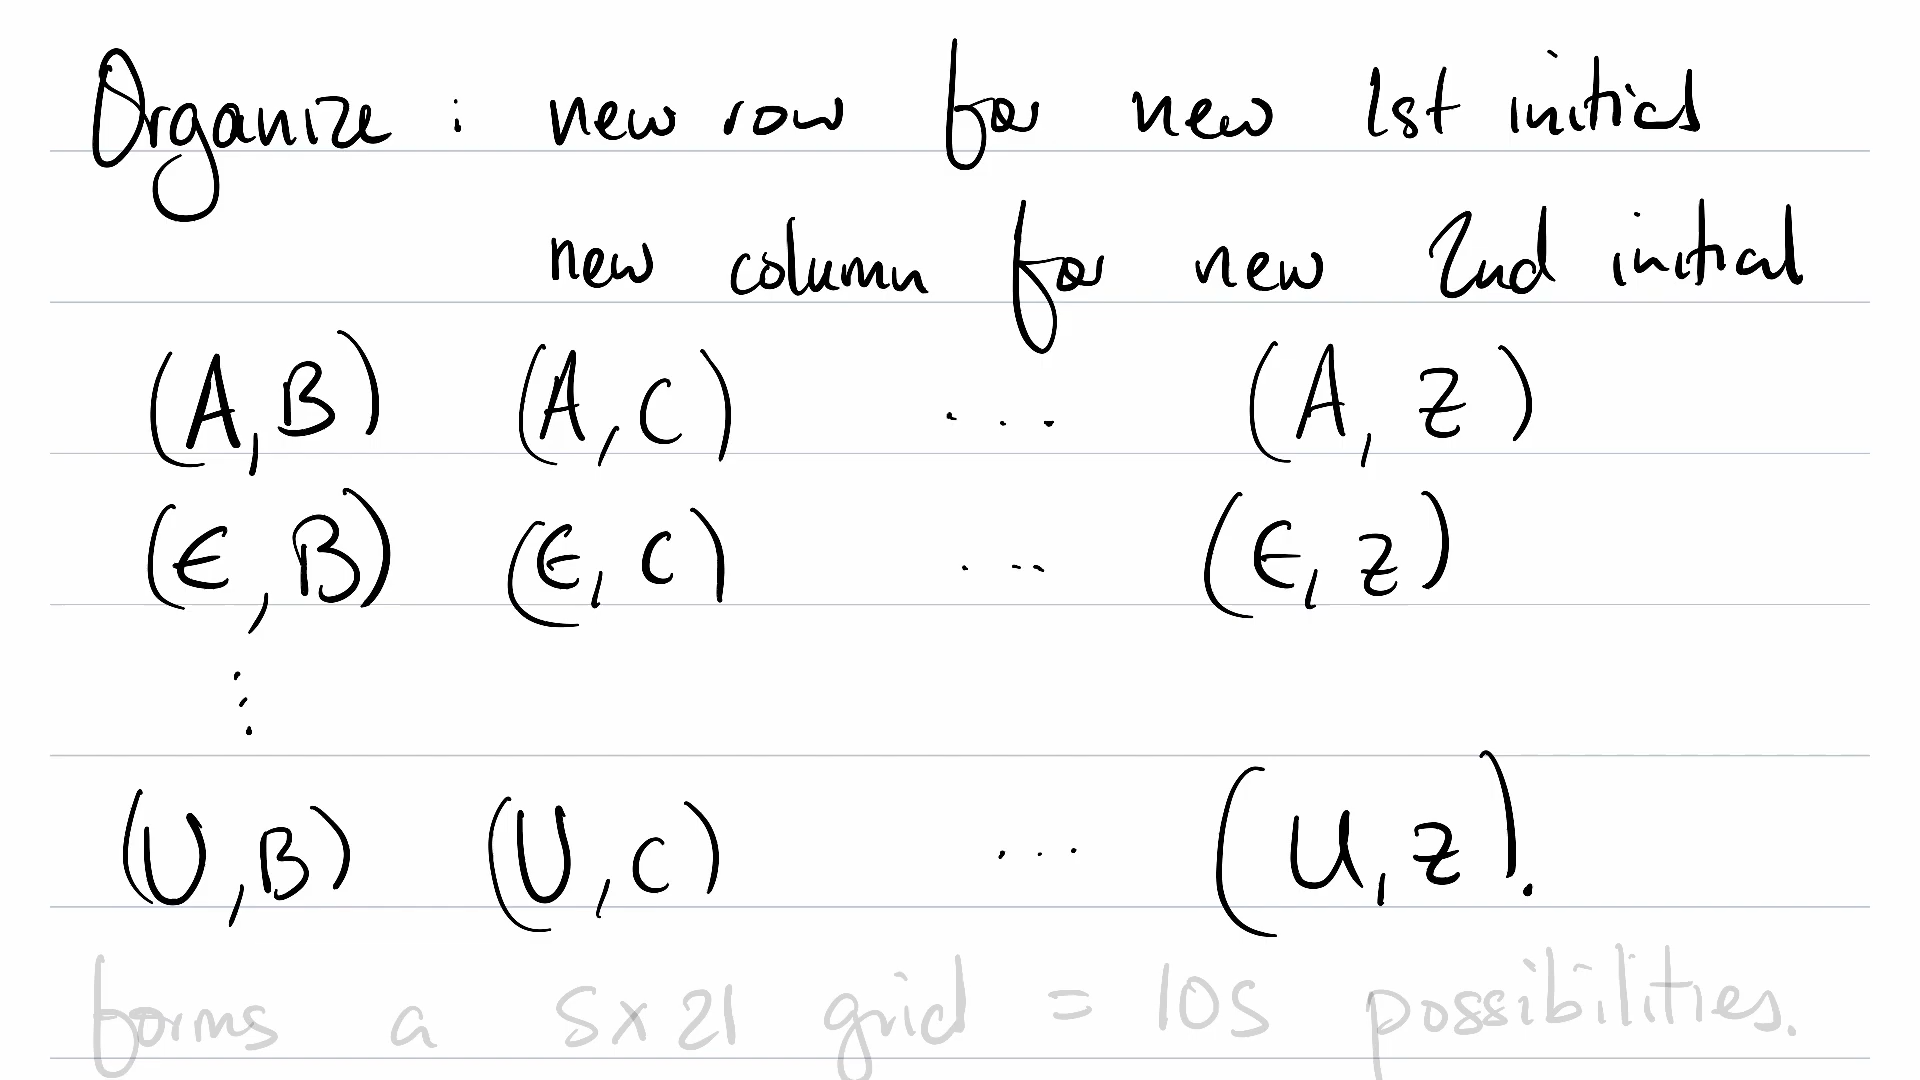 Organize : new row for new 1st initial
new column for new 2nd initial
(A, B) (A, C) ... (A, Z)
(E, B) (E, C) ... (E, Z)
⋮
(U, B) (U, C) ... (U, Z).
forms a 5x21 grid = 105 possibilities.